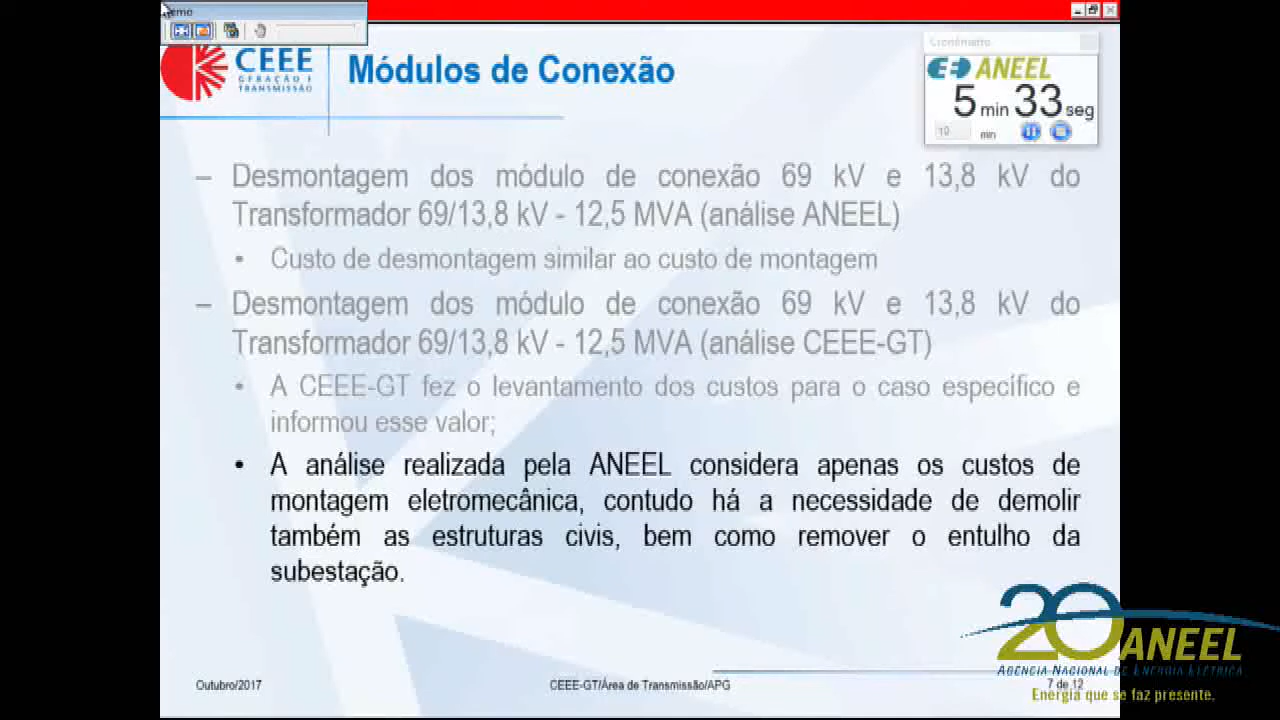 CEEE
GERAÇÃO E
TRANSMISSÃO
Módulos de Conexão
Cronômetro
ANEEL
5 min 33 seg
10 min
– Desmontagem dos módulo de conexão 69 kV e 13,8 kV do
Transformador 69/13,8 kV - 12,5 MVA (análise ANEEL)
• Custo de desmontagem similar ao custo de montagem
– Desmontagem dos módulo de conexão 69 kV e 13,8 kV do
Transformador 69/13,8 kV - 12,5 MVA (análise CEEE-GT)
• A CEEE-GT fez o levantamento dos custos para o caso específico e
informou esse valor;
• A análise realizada pela ANEEL considera apenas os custos de
montagem eletromecânica, contudo há a necessidade de demolir
também as estruturas civis, bem como remover o entulho da
subestação.
Outubro/2017
CEEE-GT/Área de Transmissão/APG
7 de 12
20 ANEEL
AGÊNCIA NACIONAL DE ENERGIA ELÉTRICA
Energia que se faz presente.